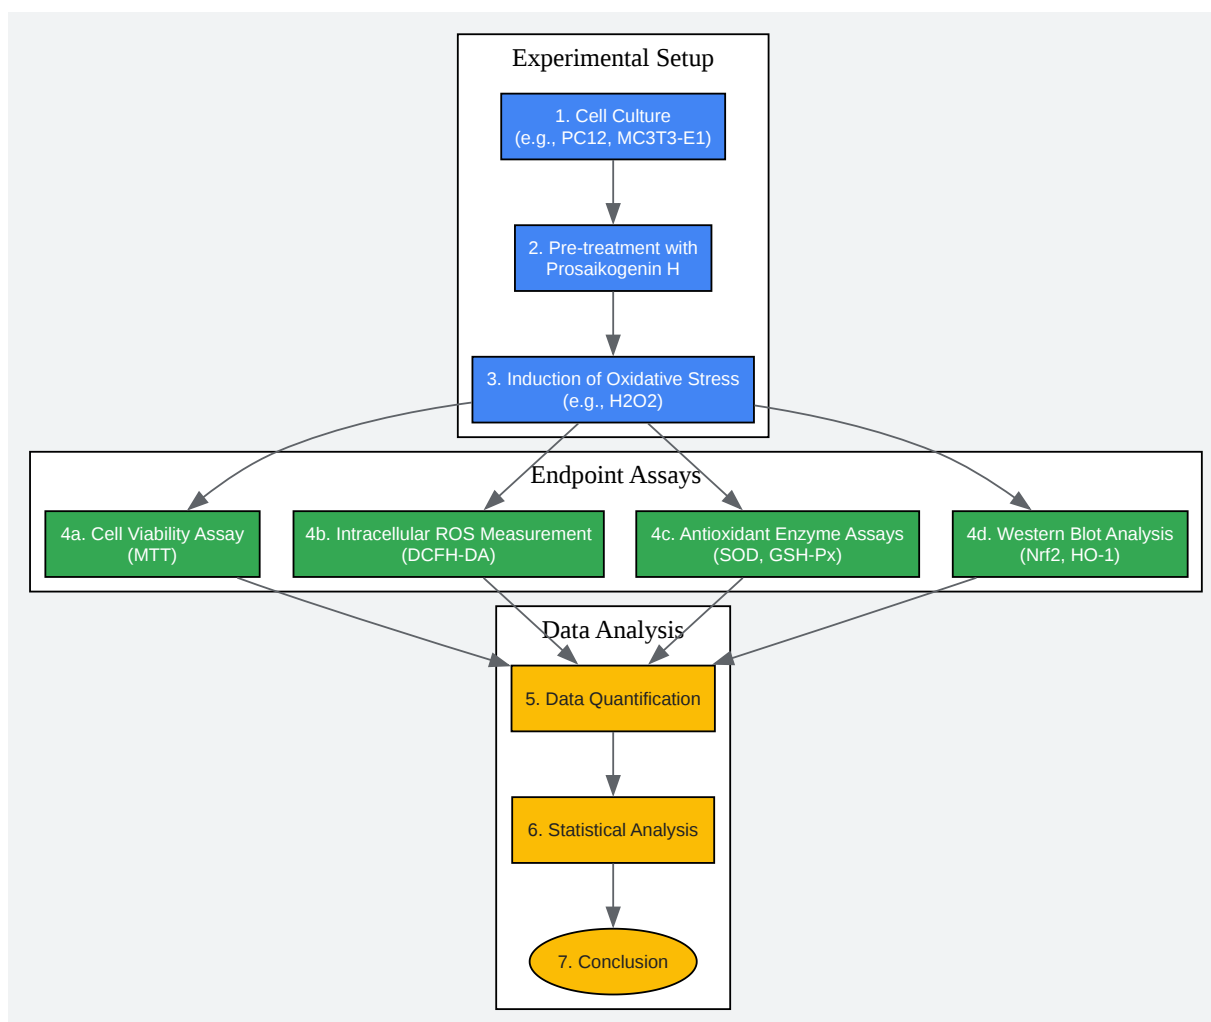 Experimental Setup
1. Cell Culture
(e.g., PC12, MC3T3-E1)
2. Pre-treatment with
Prosaikogenin H
3. Induction of Oxidative Stress
(e.g., H2O2)
Endpoint Assays
4a. Cell Viability Assay
(MTT)
4b. Intracellular ROS Measurement
(DCFH-DA)
4c. Antioxidant Enzyme Assays
(SOD, GSH-Px)
4d. Western Blot Analysis
(Nrf2, HO-1)
Data Analysis
5. Data Quantification
6. Statistical Analysis
7. Conclusion